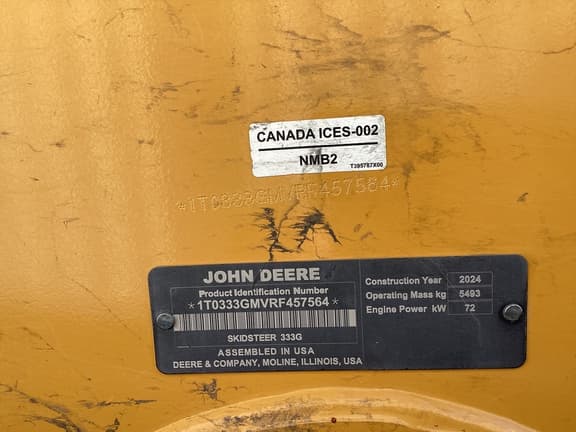 CANADA ICES-002
NMB2
T395787X00
*1T0333GMVRF457564*
JOHN DEERE
Product Identification Number
*1T0333GMVRF457564*
SKIDSTEER 333G
ASSEMBLED IN USA
DEERE & COMPANY, MOLINE, ILLINOIS, USA
Construction Year 2024
Operating Mass kg 5493
Engine Power kW 72